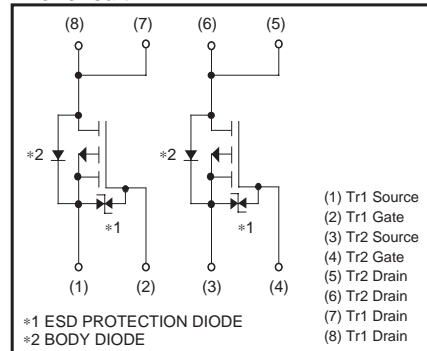 (8) (7) (6) (5)
∗2 ∗2
∗1 ∗1
(1) (2) (3) (4)
(1) Tr1 Source
(2) Tr1 Gate
(3) Tr2 Source
(4) Tr2 Gate
(5) Tr2 Drain
(6) Tr2 Drain
(7) Tr1 Drain
(8) Tr1 Drain
∗1 ESD PROTECTION DIODE
∗2 BODY DIODE